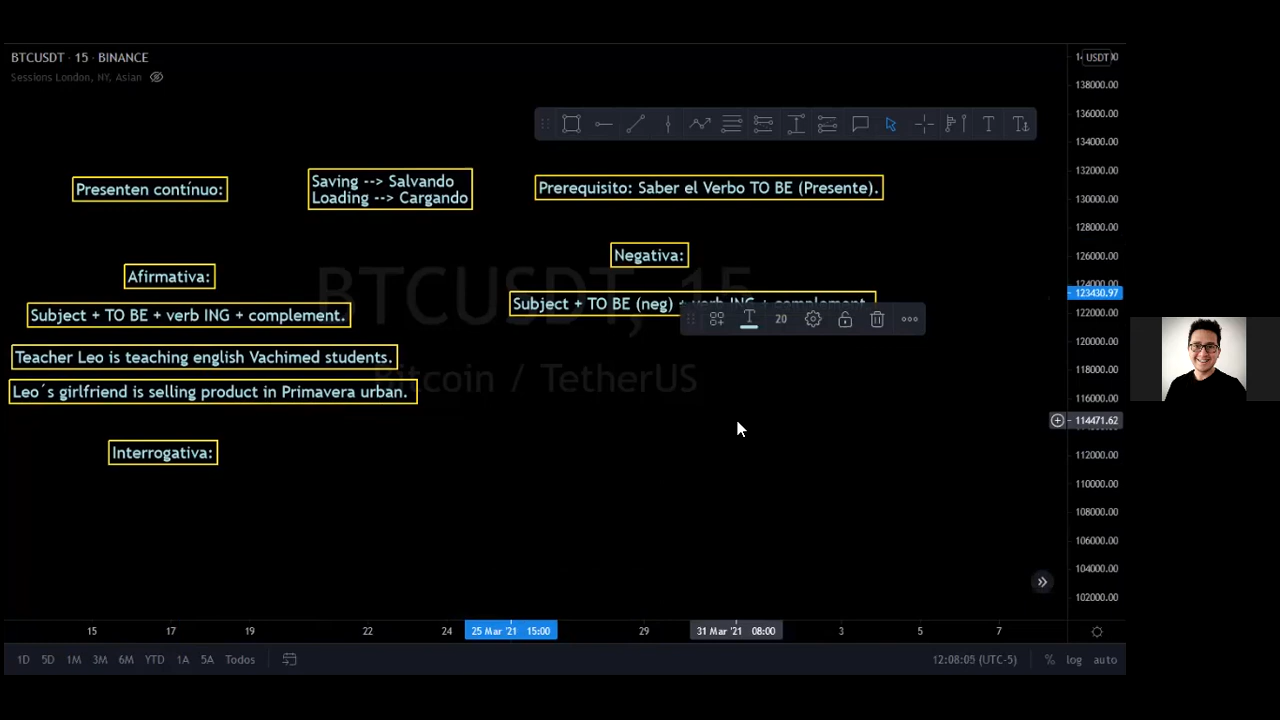 BTCUSDT · 15 · BINANCE
Sessions London, NY, Asian
USDT
138000.00
136000.00
134000.00
132000.00
130000.00
128000.00
126000.00
124000.00
123430.97
122000.00
120000.00
118000.00
116000.00
114471.62
112000.00
110000.00
108000.00
106000.00
104000.00
102000.00
Presenten contínuo:
Saving --> Salvando
Loading --> Cargando
Prerequisito: Saber el Verbo TO BE (Presente).
Negativa:
Afirmativa:
Subject + TO BE (neg) + verb ING + complement.
Subject + TO BE + verb ING + complement.
20
Teacher Leo is teaching english Vachimed students.
Leo´s girlfriend is selling product in Primavera urban.
Interrogativa:
BTCUSDT, 15
Bitcoin / TetherUS
15 17 19 22 24 25 Mar '21 15:00 29 31 Mar '21 08:00 3 5 7
1D 5D 1M 3M 6M YTD 1A 5A Todos 12:08:05 (UTC-5) % log auto